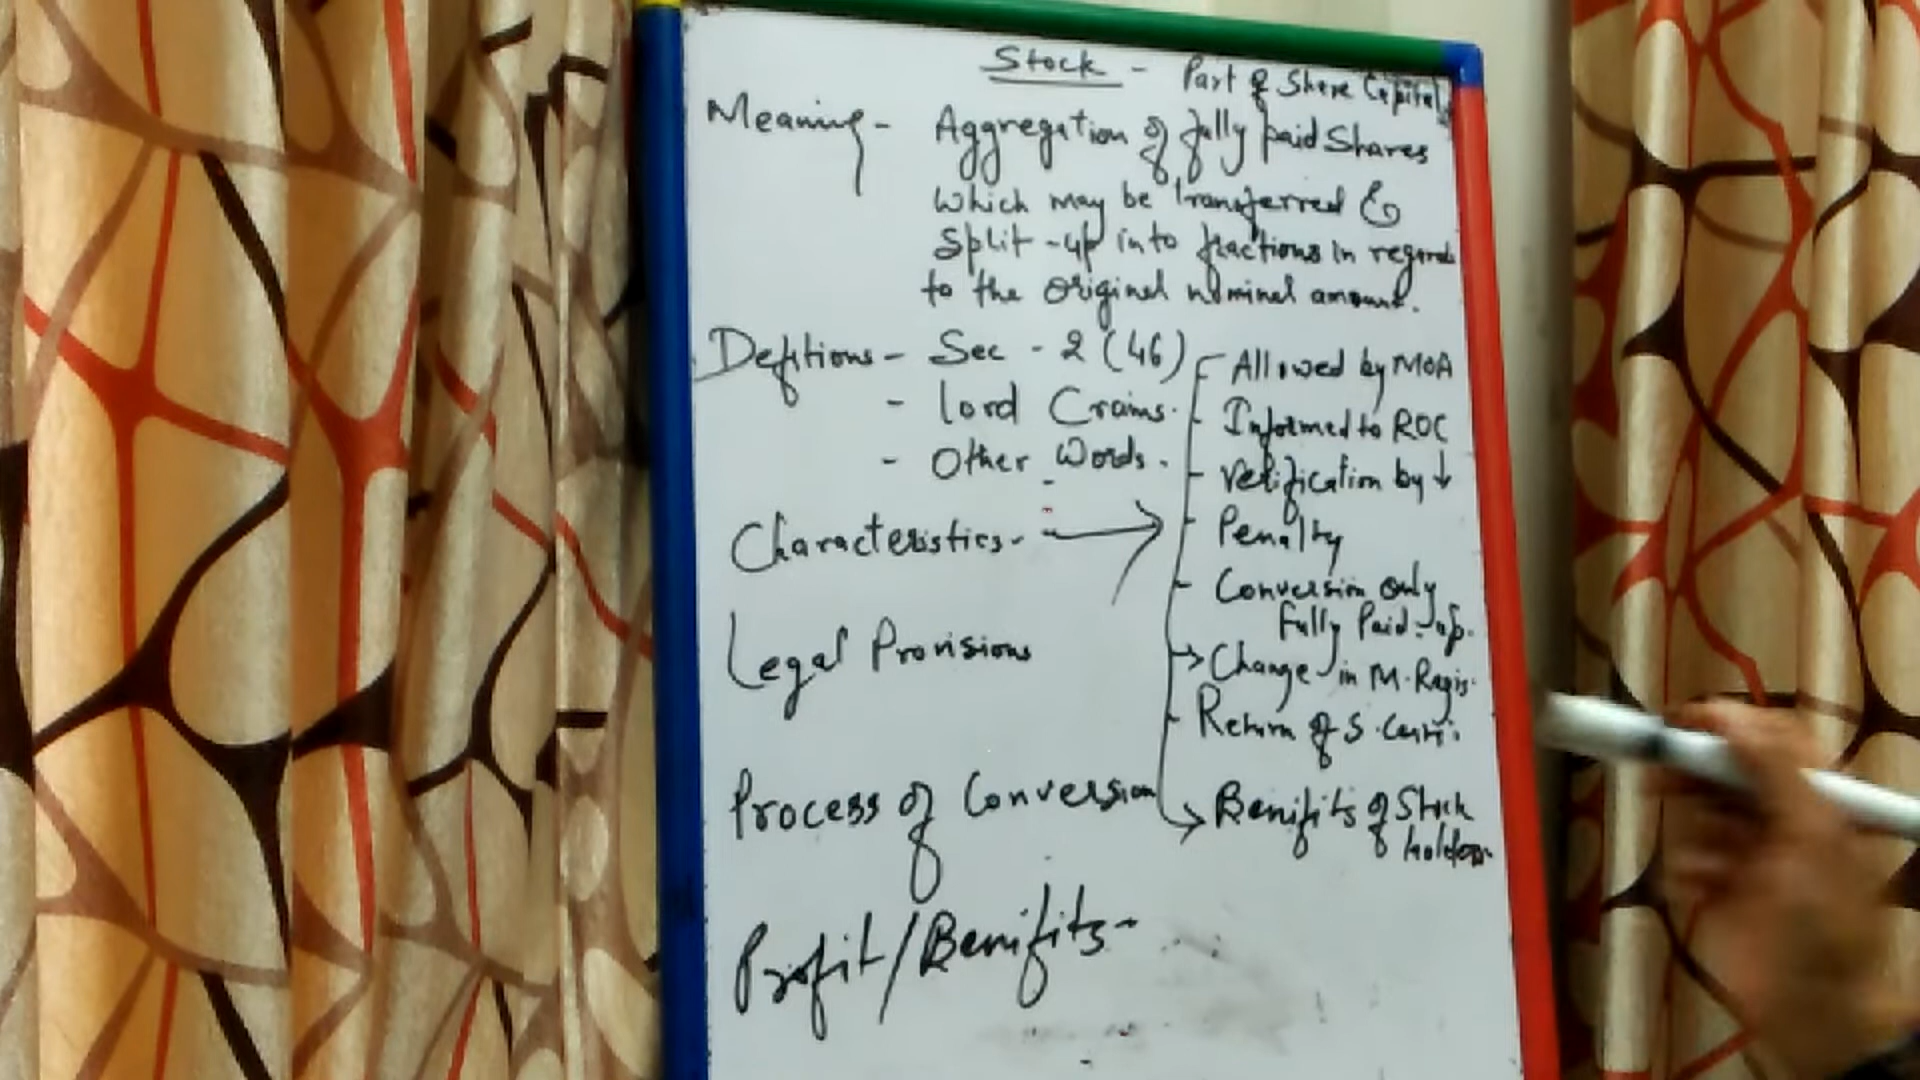 Stock - Part of Share Capital
Meaning - Aggregation of fully paid Shares
which may be transferred &
Split-up into fractions in regard
to the original nominal amount.
Defitions - Sec - 2 (46)
- Lord Crains.
- Other Words.
Characteristics -
Legal Provisions
Process of Conversion
Profit/Benifits -
Allowed by MOA
Informed to ROC
Verification by ↓
Penalty
Conversion only
Fully Paid-up.
→ Change in M. Regis.
Return of S. Certi.
→ Benifits of Stock
holders